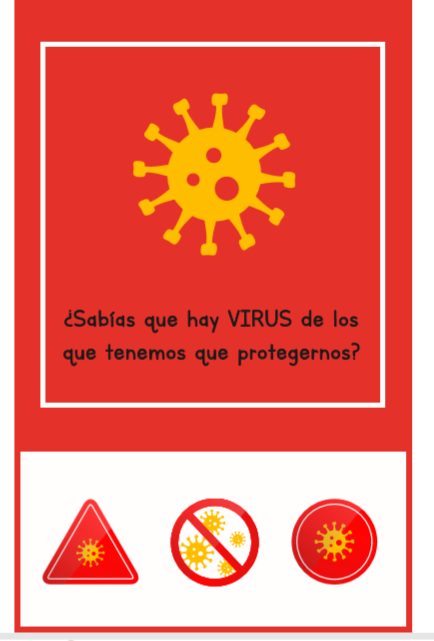 ¿Sabías que hay VIRUS de los
que tenemos que protegernos?